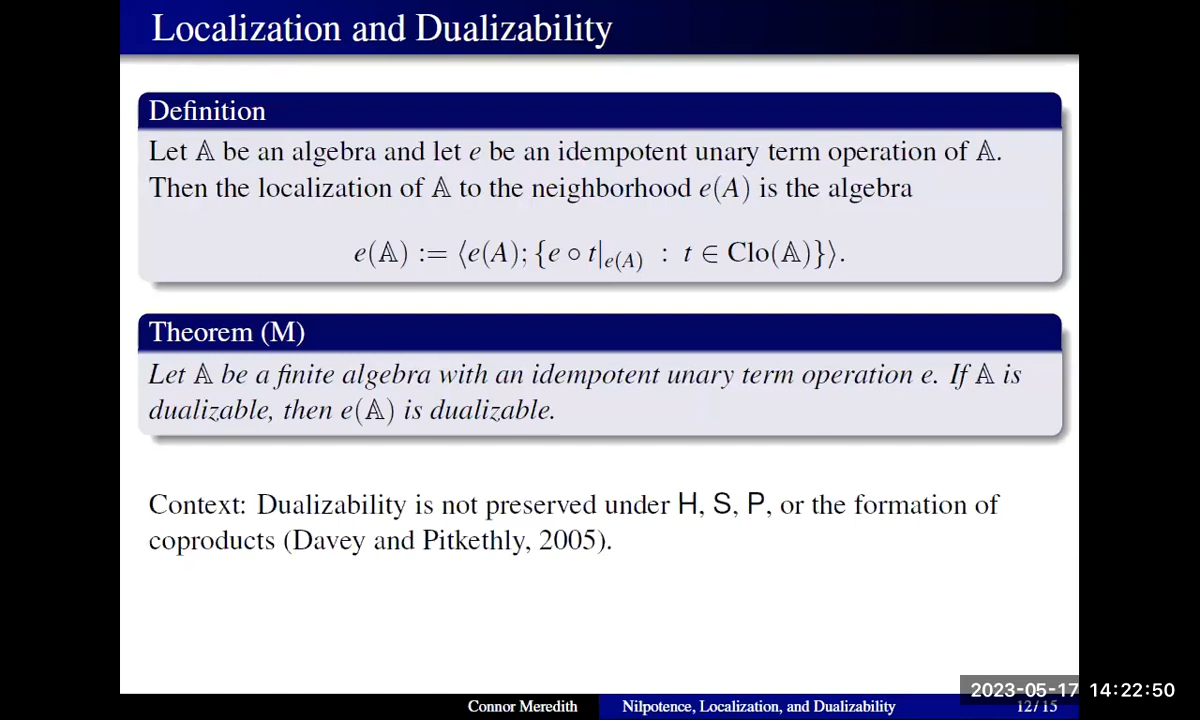 Localization and Dualizability
Definition
Let 𝔸 be an algebra and let e be an idempotent unary term operation of 𝔸.
Then the localization of 𝔸 to the neighborhood e(A) is the algebra
e(𝔸) := ⟨e(A); {e ∘ t|_{e(A)} : t ∈ Clo(𝔸)}⟩.
Theorem (M)
Let 𝔸 be a finite algebra with an idempotent unary term operation e. If 𝔸 is
dualizable, then e(𝔸) is dualizable.
Context: Dualizability is not preserved under H, S, P, or the formation of
coproducts (Davey and Pitkethly, 2005).
2023-05-17 14:22:50
Connor Meredith Nilpotence, Localization, and Dualizability 12/15